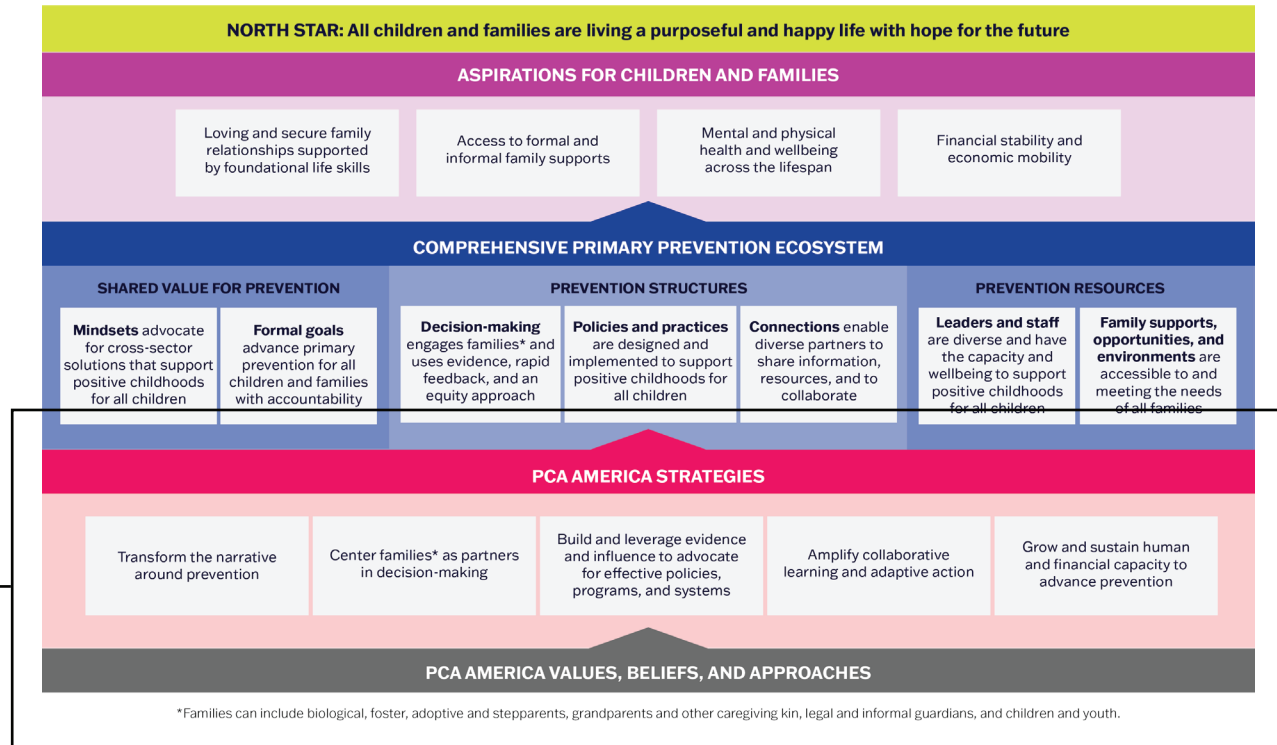 NORTH STAR: All children and families are living a purposeful and happy life with hope for the future
ASPIRATIONS FOR CHILDREN AND FAMILIES
Loving and secure family
relationships supported
by foundational life skills
Access to formal and
informal family supports
Mental and physical
health and wellbeing
across the lifespan
Financial stability and
economic mobility
COMPREHENSIVE PRIMARY PREVENTION ECOSYSTEM
SHARED VALUE FOR PREVENTION
Mindsets advocate
for cross-sector
solutions that support
positive childhoods
for all children
Formal goals
advance primary
prevention for all
children and families
with accountability
PREVENTION STRUCTURES
Decision-making
engages families* and
uses evidence, rapid
feedback, and an
equity approach
Policies and practices
are designed and
implemented to support
positive childhoods for
all children
Connections enable
diverse partners to
share information,
resources, and to
collaborate
PREVENTION RESOURCES
Leaders and staff
are diverse and have
the capacity and
wellbeing to support
positive childhoods
for all children
Family supports,
opportunities, and
environments are
accessible to and
meeting the needs
of all families
PCA AMERICA STRATEGIES
Transform the narrative
around prevention
Center families* as partners
in decision-making
Build and leverage evidence
and influence to advocate
for effective policies,
programs, and systems
Amplify collaborative
learning and adaptive action
Grow and sustain human
and financial capacity to
advance prevention
PCA AMERICA VALUES, BELIEFS, AND APPROACHES
*Families can include biological, foster, adoptive and stepparents, grandparents and other caregiving kin, legal and informal guardians, and children and youth.